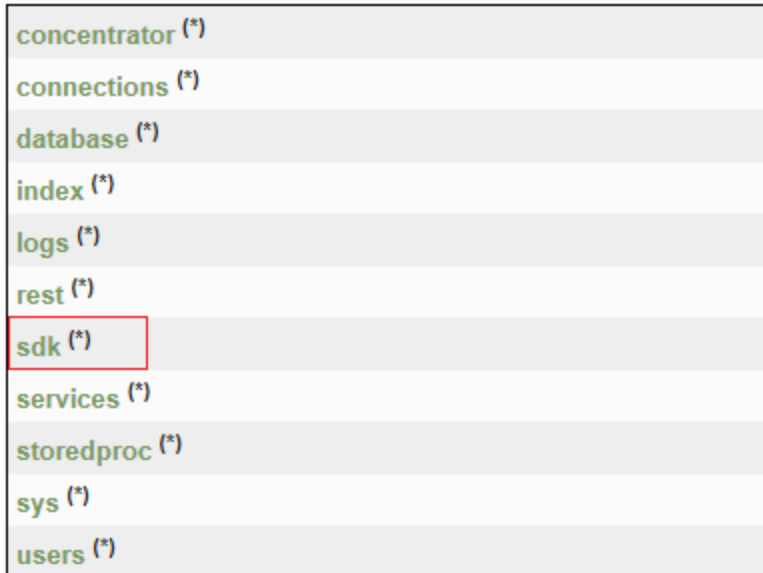 concentrator (*)
connections (*)
database (*)
index (*)
logs (*)
rest (*)
sdk (*)
services (*)
storedproc (*)
sys (*)
users (*)